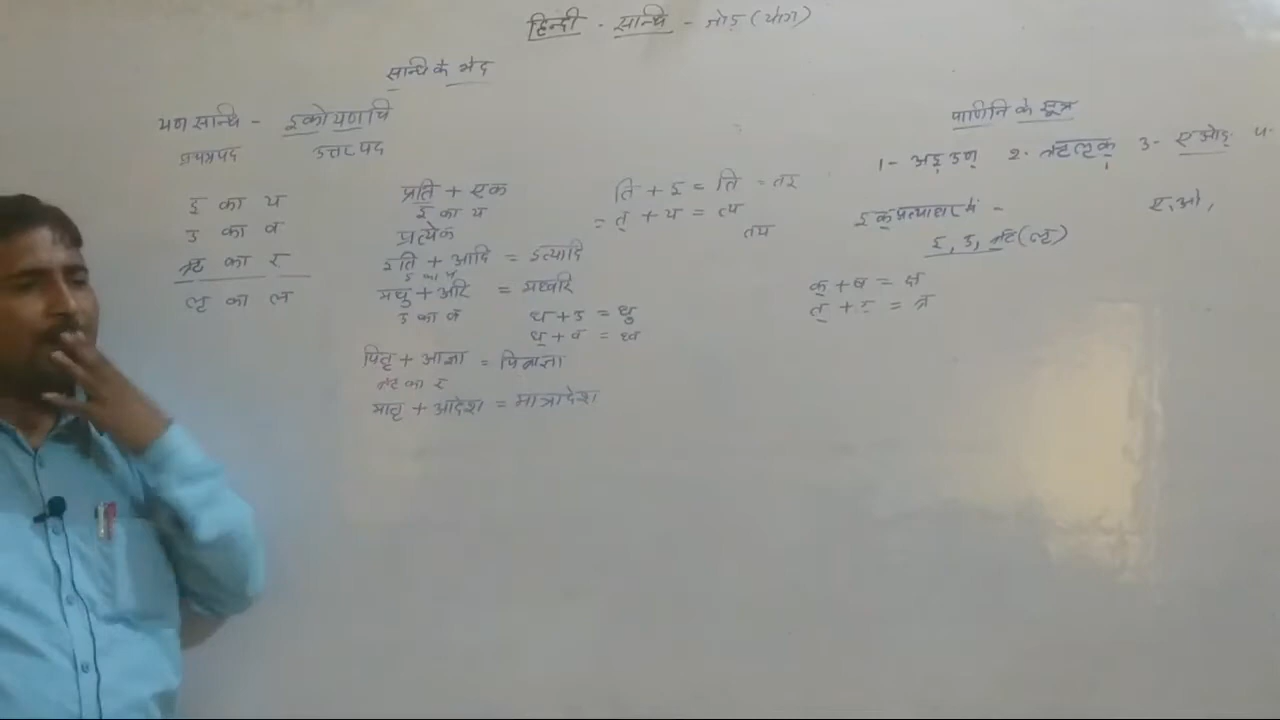 हिन्दी - सन्धि - जोड़ (योग)
सन्धि के भेद
यण सन्धि - इकोयणचि
प्रथमपद उत्तरपद
इ का य
उ का व
ऋ का र
लृ का ल
प्रति + एक
इ का य
प्रत्येक
इति + आदि = इत्यादि
इ का य
मधु + अरि = मध्वरि
उ का व
पितृ + आज्ञा = पित्राज्ञा
ऋ का र
मातृ + आदेश = मात्रादेश
ति + इ = ति
= त् + य = त्य
ध + उ = धु
ध् + व = ध्व
पाणिनि के सूत्र
1- अइउण् 2- ऋलृक् 3- एओङ्
इक् प्रत्याहार में -
इ, उ, ऋ (लृ)
ए, ओ,
क् + ष = क्ष
त् + र = त्र